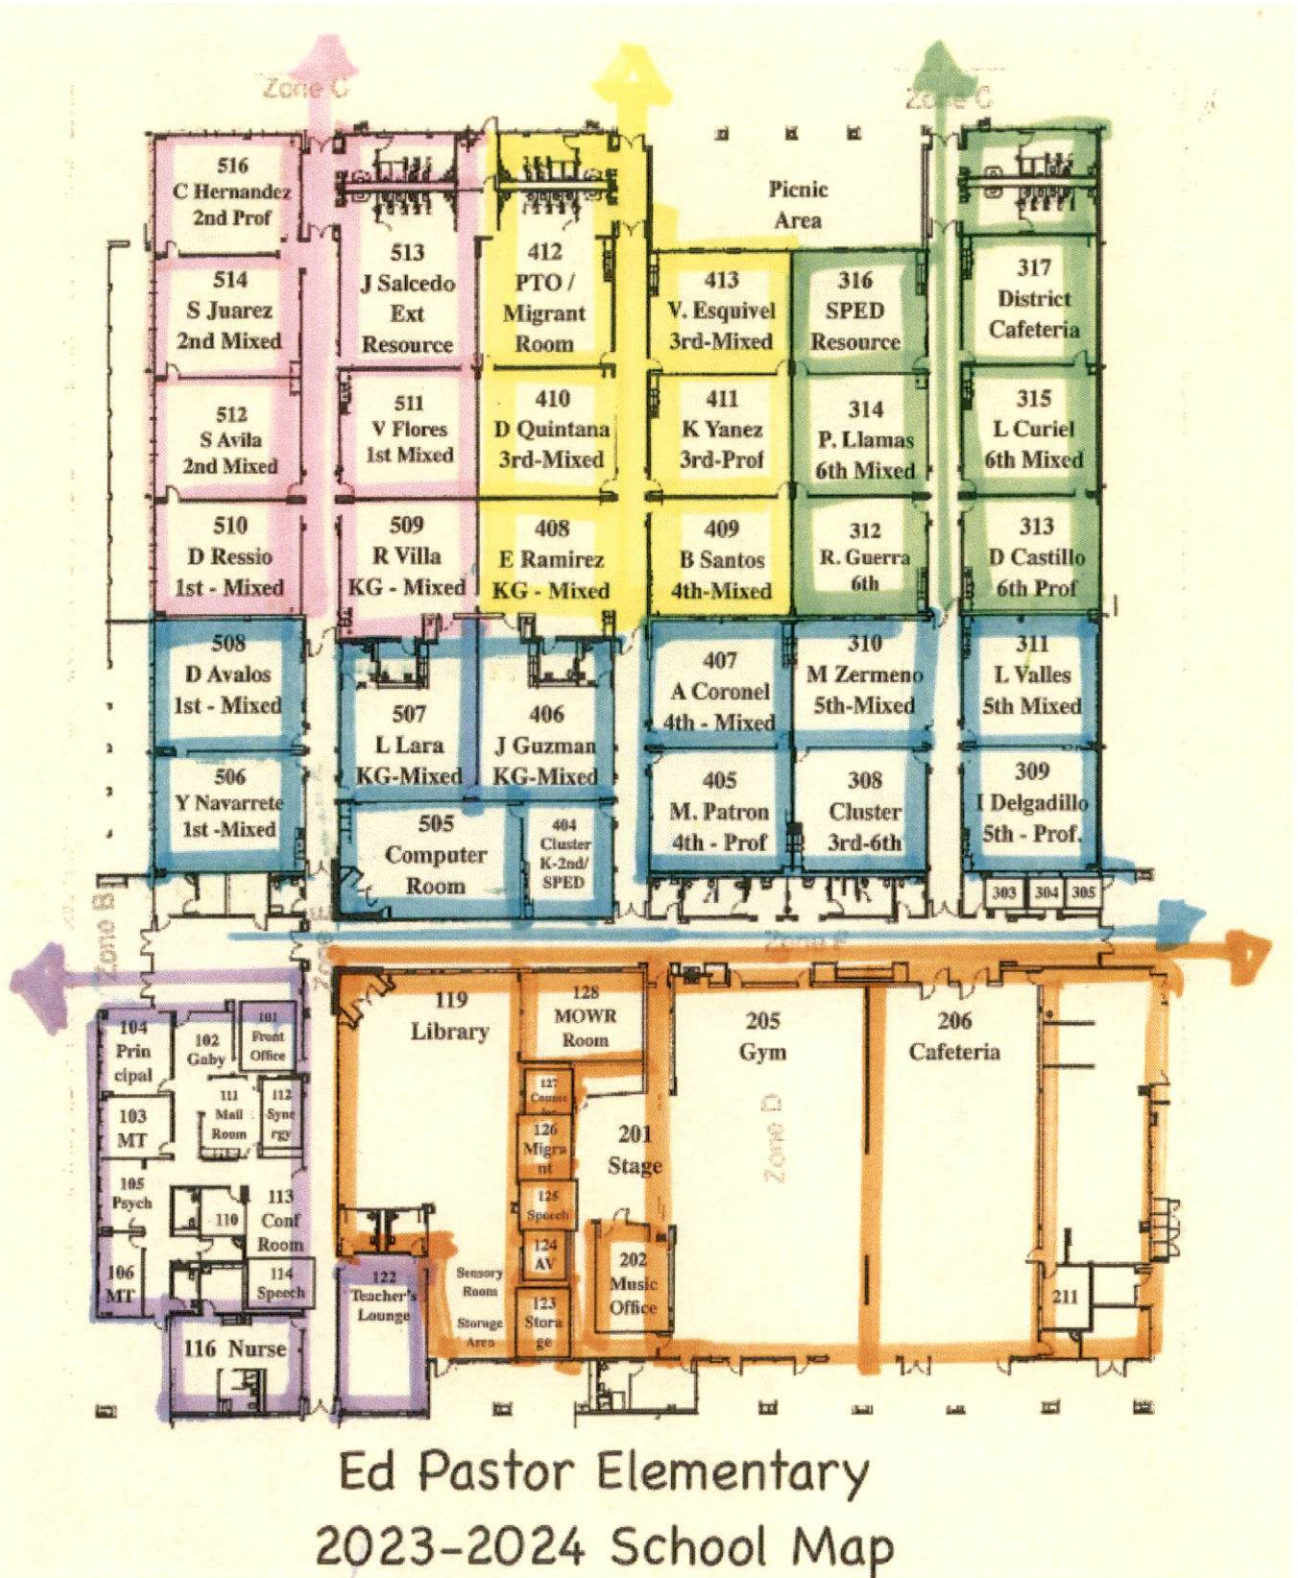 Zone C
Zone C
516
C Hernandez
2nd Prof
Picnic
Area
513
J Salcedo
Ext
Resource
412
PTO /
Migrant
Room
514
S Juarez
2nd Mixed
413
V. Esquivel
3rd-Mixed
316
SPED
Resource
317
District
Cafeteria
512
S Avila
2nd Mixed
511
V Flores
1st Mixed
410
D Quintana
3rd-Mixed
411
K Yanez
3rd-Prof
314
P. Llamas
6th Mixed
315
L Curiel
6th Mixed
510
D Ressio
1st - Mixed
509
R Villa
KG - Mixed
408
E Ramirez
KG - Mixed
409
B Santos
4th-Mixed
312
R. Guerra
6th
313
D Castillo
6th Prof
508
D Avalos
1st - Mixed
507
L Lara
KG-Mixed
406
J Guzman
KG-Mixed
407
A Coronel
4th - Mixed
310
M Zermeno
5th-Mixed
311
L Valles
5th Mixed
506
Y Navarrete
1st -Mixed
505
Computer
Room
404
Cluster
K-2nd/
SPED
405
M. Patron
4th - Prof
308
Cluster
3rd-6th
309
I Delgadillo
5th - Prof.
303
304
305
Zone B
Zone
104
Prin
cipal
102
Gaby
101
Front
Office
103
MT
111
Mail
Room
112
Syne
rgy
105
Psych
110
113
Conf
Room
106
MT
114
Speech
116 Nurse
119
Library
128
MOWR
Room
127
126
Migra
nt
125
Speech
124
AV
123
Stora
ge
122
Teacher's
Lounge
Sensory
Room
Storage
Area
201
Stage
202
Music
Office
205
Gym
Zone D
206
Cafeteria
211
Ed Pastor Elementary
2023-2024 School Map